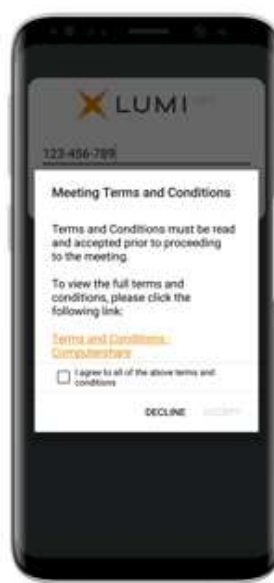 LUMI
123-456-789
Meeting Terms and Conditions
Terms and Conditions must be read
and accepted prior to proceeding
to the meeting.
To view the full terms and
conditions, please click the
following link:
Terms and Conditions -
Computershare
I agree to all of the above terms and
conditions
DECLINE ACCEPT